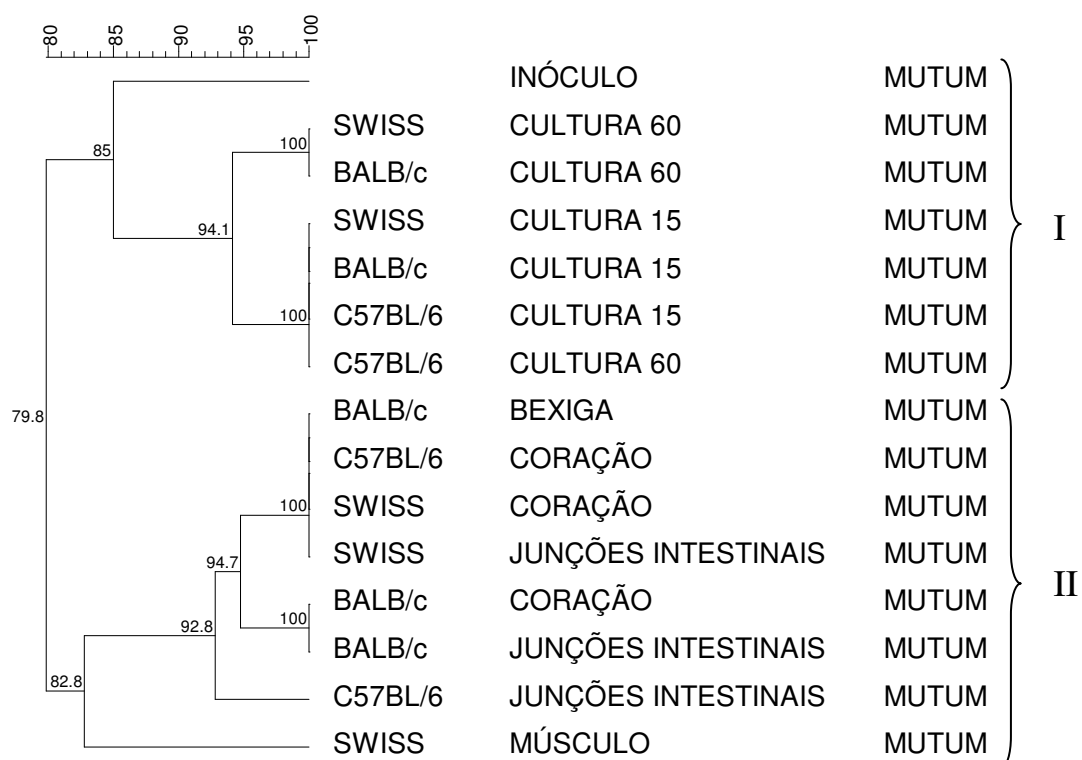 80 85 90 95 100
INÓCULO MUTUM
SWISS CULTURA 60 MUTUM
100
BALB/c CULTURA 60 MUTUM
85
SWISS CULTURA 15 MUTUM
I
94.1
BALB/c CULTURA 15 MUTUM
100 C57BL/6 CULTURA 15 MUTUM
C57BL/6 CULTURA 60 MUTUM
79.8
BALB/c BEXIGA MUTUM
C57BL/6 CORAÇÃO MUTUM
100 SWISS CORAÇÃO MUTUM
94.7
SWISS JUNÇÕES INTESTINAIS MUTUM
II
BALB/c CORAÇÃO MUTUM
92.8 100
BALB/c JUNÇÕES INTESTINAIS MUTUM
82.8
C57BL/6 JUNÇÕES INTESTINAIS MUTUM
SWISS MÚSCULO MUTUM